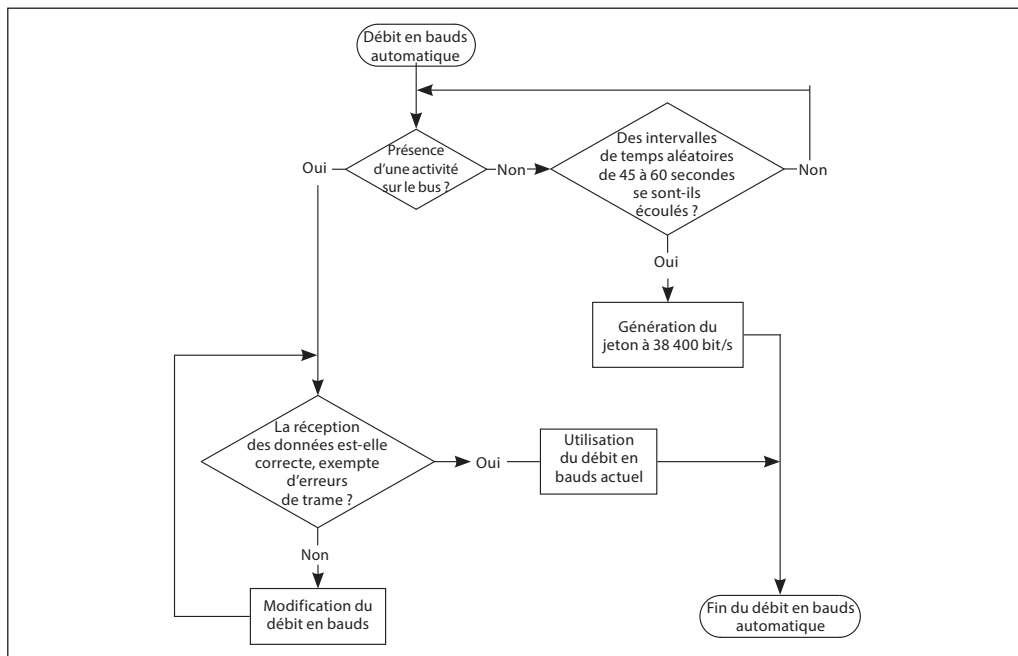 Débit en bauds
automatique
Présence
d'une activité
sur le bus ?
Oui
Non
Des intervalles
de temps aléatoires
de 45 à 60 secondes
se sont-ils
écoulés ?
Non
Oui
Génération du
jeton à 38 400 bit/s
La réception
des données est-elle
correcte, exempte
d'erreurs
de trame ?
Oui
Utilisation
du débit en
bauds actuel
Non
Modification du
débit en bauds
Fin du débit en bauds
automatique